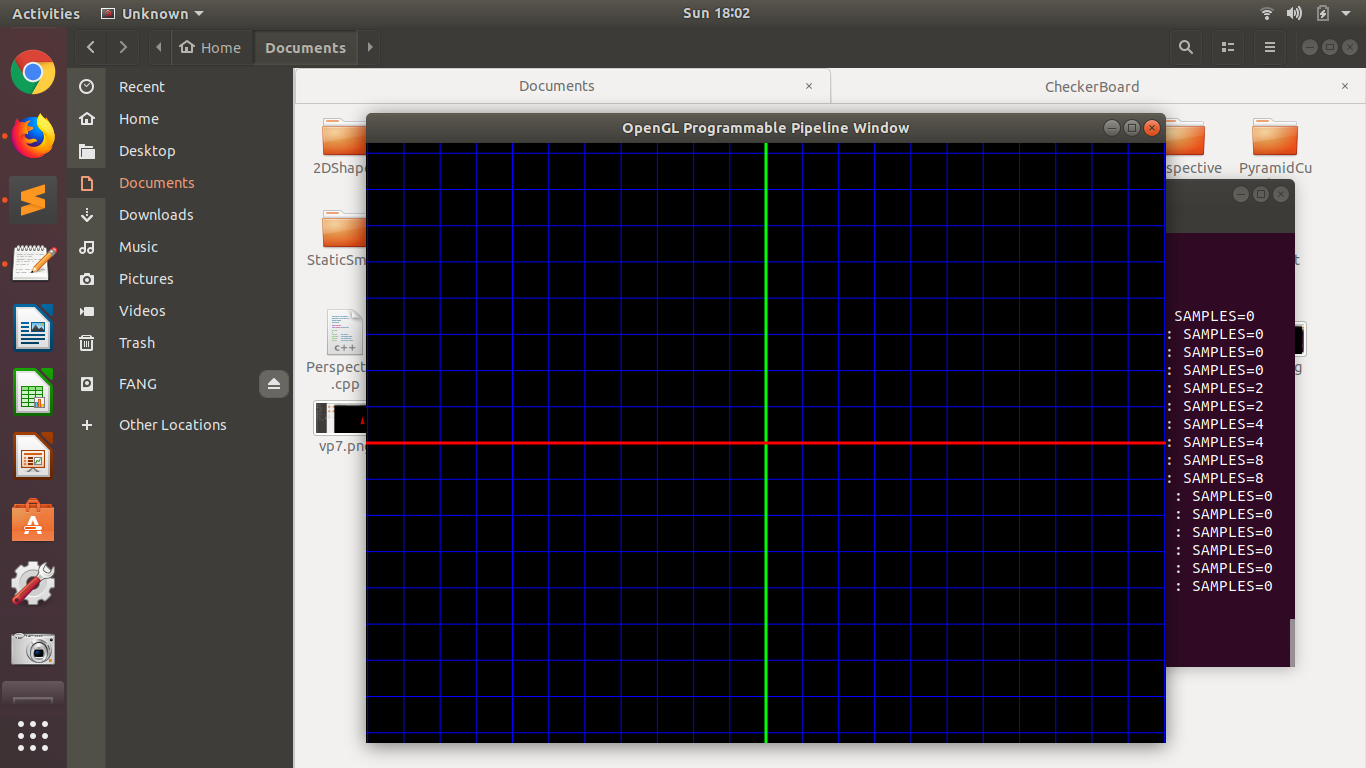 Activities
Unknown
Sun 18:02
Home
Documents
Recent
Home
Desktop
Documents
Downloads
Music
Pictures
Videos
Trash
FANG
Other Locations
Documents
CheckerBoard
OpenGL Programmable Pipeline Window
2DShap
spective
PyramidCu
StaticSm
Perspect
.cpp
c++
vp7.png
SAMPLES=0
: SAMPLES=0
: SAMPLES=0
: SAMPLES=0
: SAMPLES=2
: SAMPLES=2
: SAMPLES=4
: SAMPLES=4
: SAMPLES=8
: SAMPLES=8
: SAMPLES=0
: SAMPLES=0
: SAMPLES=0
: SAMPLES=0
: SAMPLES=0
: SAMPLES=0